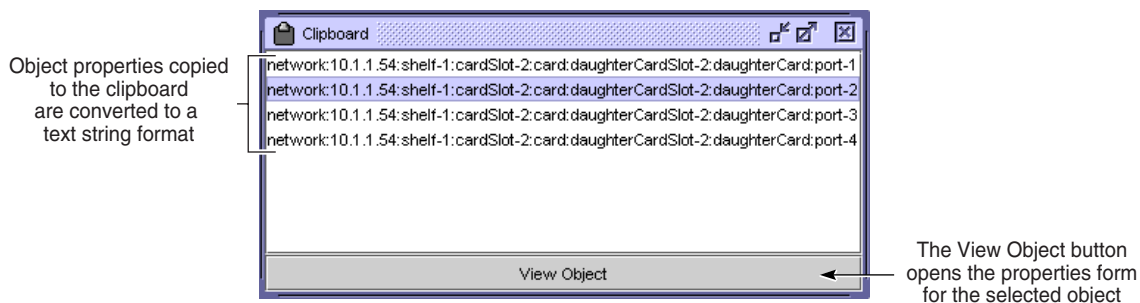 Clipboard
Object properties copied
to the clipboard
are converted to a
text string format
network:10.1.1.54:shelf-1:cardSlot-2:card:daughterCardSlot-2:daughterCard:port-1
network:10.1.1.54:shelf-1:cardSlot-2:card:daughterCardSlot-2:daughterCard:port-2
network:10.1.1.54:shelf-1:cardSlot-2:card:daughterCardSlot-2:daughterCard:port-3
network:10.1.1.54:shelf-1:cardSlot-2:card:daughterCardSlot-2:daughterCard:port-4
View Object
The View Object button
opens the properties form
for the selected object